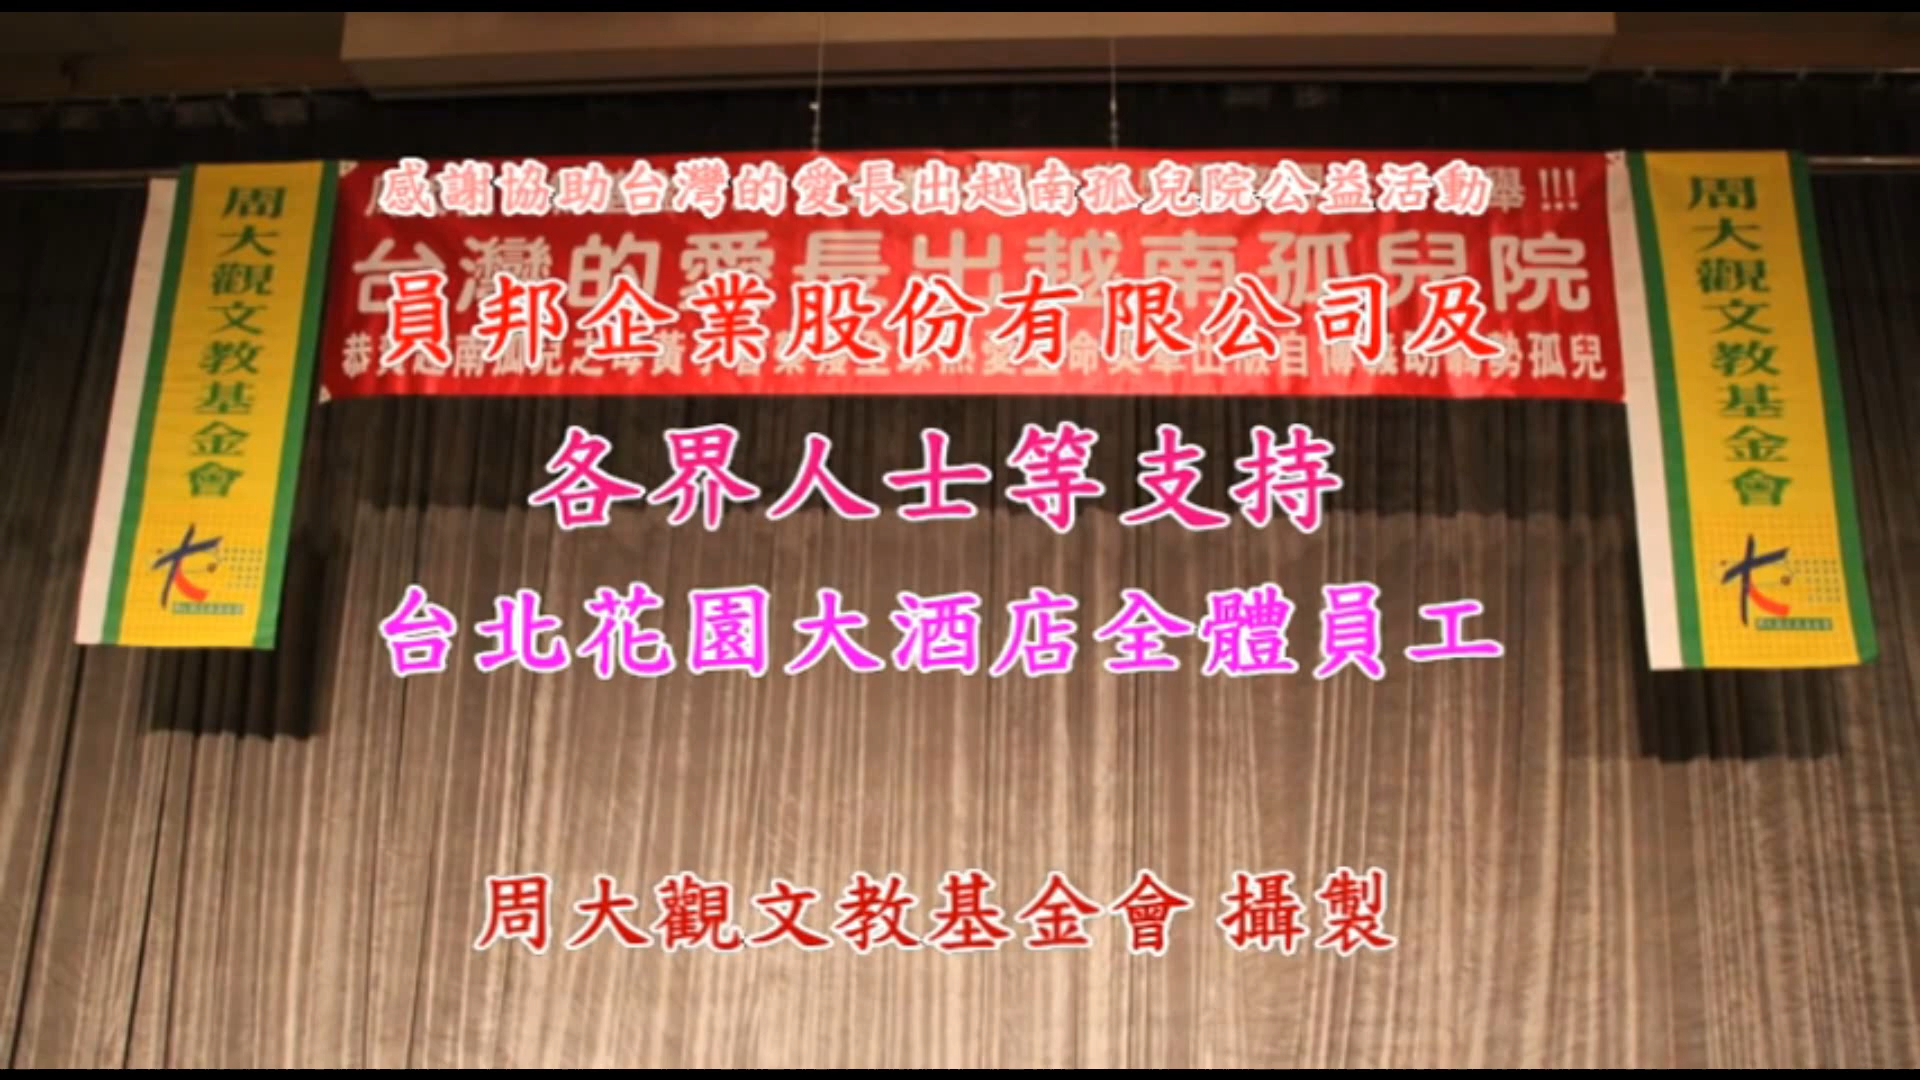 感謝協助台灣的愛長出越南孤兒院公益活動
舉!!!
台灣的愛長出越南孤兒院
員邦企業股份有限公司及
各界人士等支持
台北花園大酒店全體員工
周大觀文教基金會 攝製
周大觀文教基金會
周大觀文教基金會